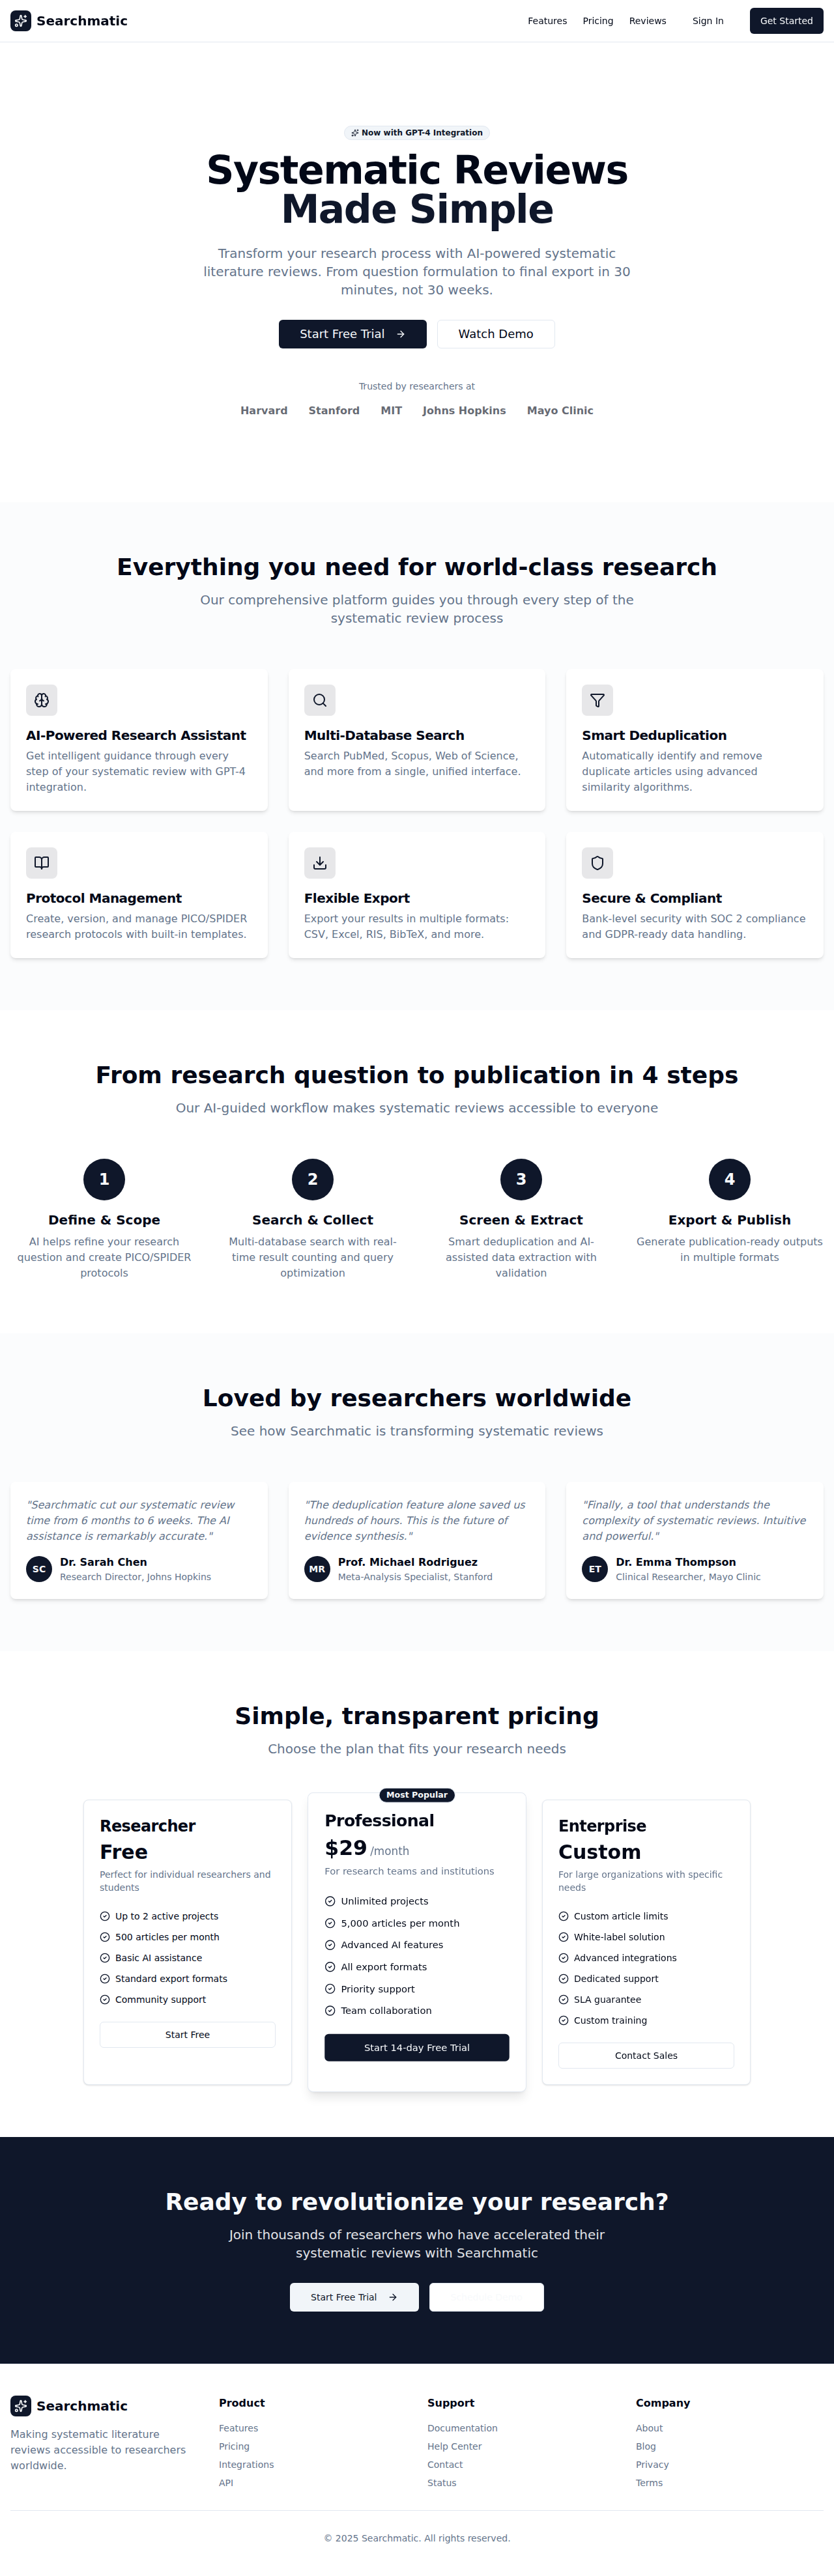 Searchmatic
Features
Pricing
Reviews
Sign In
Get Started
Now with GPT-4 Integration
Systematic Reviews
Made Simple
Transform your research process with AI-powered systematic
literature reviews. From question formulation to final export in 30
minutes, not 30 weeks.
Start Free Trial
Watch Demo
Trusted by researchers at
Harvard
Stanford
MIT
Johns Hopkins
Mayo Clinic
Everything you need for world-class research
Our comprehensive platform guides you through every step of the
systematic review process
AI-Powered Research Assistant
Get intelligent guidance through every
step of your systematic review with GPT-4
integration.
Multi-Database Search
Search PubMed, Scopus, Web of Science,
and more from a single, unified interface.
Smart Deduplication
Automatically identify and remove
duplicate articles using advanced
similarity algorithms.
Protocol Management
Create, version, and manage PICO/SPIDER
research protocols with built-in templates.
Flexible Export
Export your results in multiple formats:
CSV, Excel, RIS, BibTeX, and more.
Secure & Compliant
Bank-level security with SOC 2 compliance
and GDPR-ready data handling.
From research question to publication in 4 steps
Our AI-guided workflow makes systematic reviews accessible to everyone
1
Define & Scope
AI helps refine your research
question and create PICO/SPIDER
protocols
2
Search & Collect
Multi-database search with real-
time result counting and query
optimization
3
Screen & Extract
Smart deduplication and AI-
assisted data extraction with
validation
4
Export & Publish
Generate publication-ready outputs
in multiple formats
Loved by researchers worldwide
See how Searchmatic is transforming systematic reviews
"Searchmatic cut our systematic review
time from 6 months to 6 weeks. The AI
assistance is remarkably accurate."
SC
Dr. Sarah Chen
Research Director, Johns Hopkins
"The deduplication feature alone saved us
hundreds of hours. This is the future of
evidence synthesis."
MR
Prof. Michael Rodriguez
Meta-Analysis Specialist, Stanford
"Finally, a tool that understands the
complexity of systematic reviews. Intuitive
and powerful."
ET
Dr. Emma Thompson
Clinical Researcher, Mayo Clinic
Simple, transparent pricing
Choose the plan that fits your research needs
Researcher
Free
Perfect for individual researchers and
students
Up to 2 active projects
500 articles per month
Basic AI assistance
Standard export formats
Community support
Start Free
Most Popular
Professional
$29 /month
For research teams and institutions
Unlimited projects
5,000 articles per month
Advanced AI features
All export formats
Priority support
Team collaboration
Start 14-day Free Trial
Enterprise
Custom
For large organizations with specific
needs
Custom article limits
White-label solution
Advanced integrations
Dedicated support
SLA guarantee
Custom training
Contact Sales
Ready to revolutionize your research?
Join thousands of researchers who have accelerated their
systematic reviews with Searchmatic
Start Free Trial
Searchmatic
Making systematic literature
reviews accessible to researchers
worldwide.
Product
Features
Pricing
Integrations
API
Support
Documentation
Help Center
Contact
Status
Company
About
Blog
Privacy
Terms
© 2025 Searchmatic. All rights reserved.